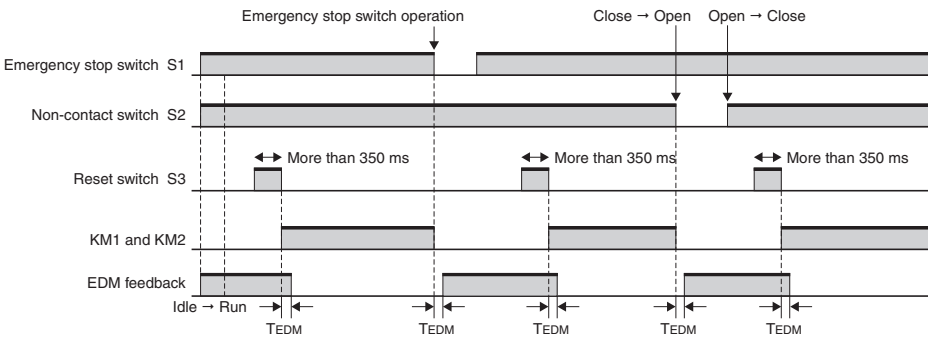 Emergency stop switch operation
Close → Open
Open → Close
Emergency stop switch S1
Non-contact switch S2
More than 350 ms
More than 350 ms
More than 350 ms
Reset switch S3
KM1 and KM2
EDM feedback
Idle → Run
TEDM
TEDM
TEDM
TEDM
TEDM